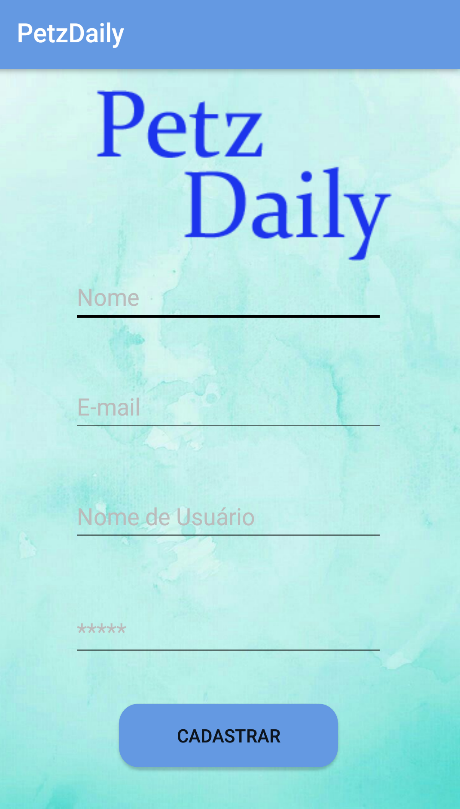 PetzDaily
Petz
Daily
Nome
E-mail
Nome de Usuário
*****
CADASTRAR